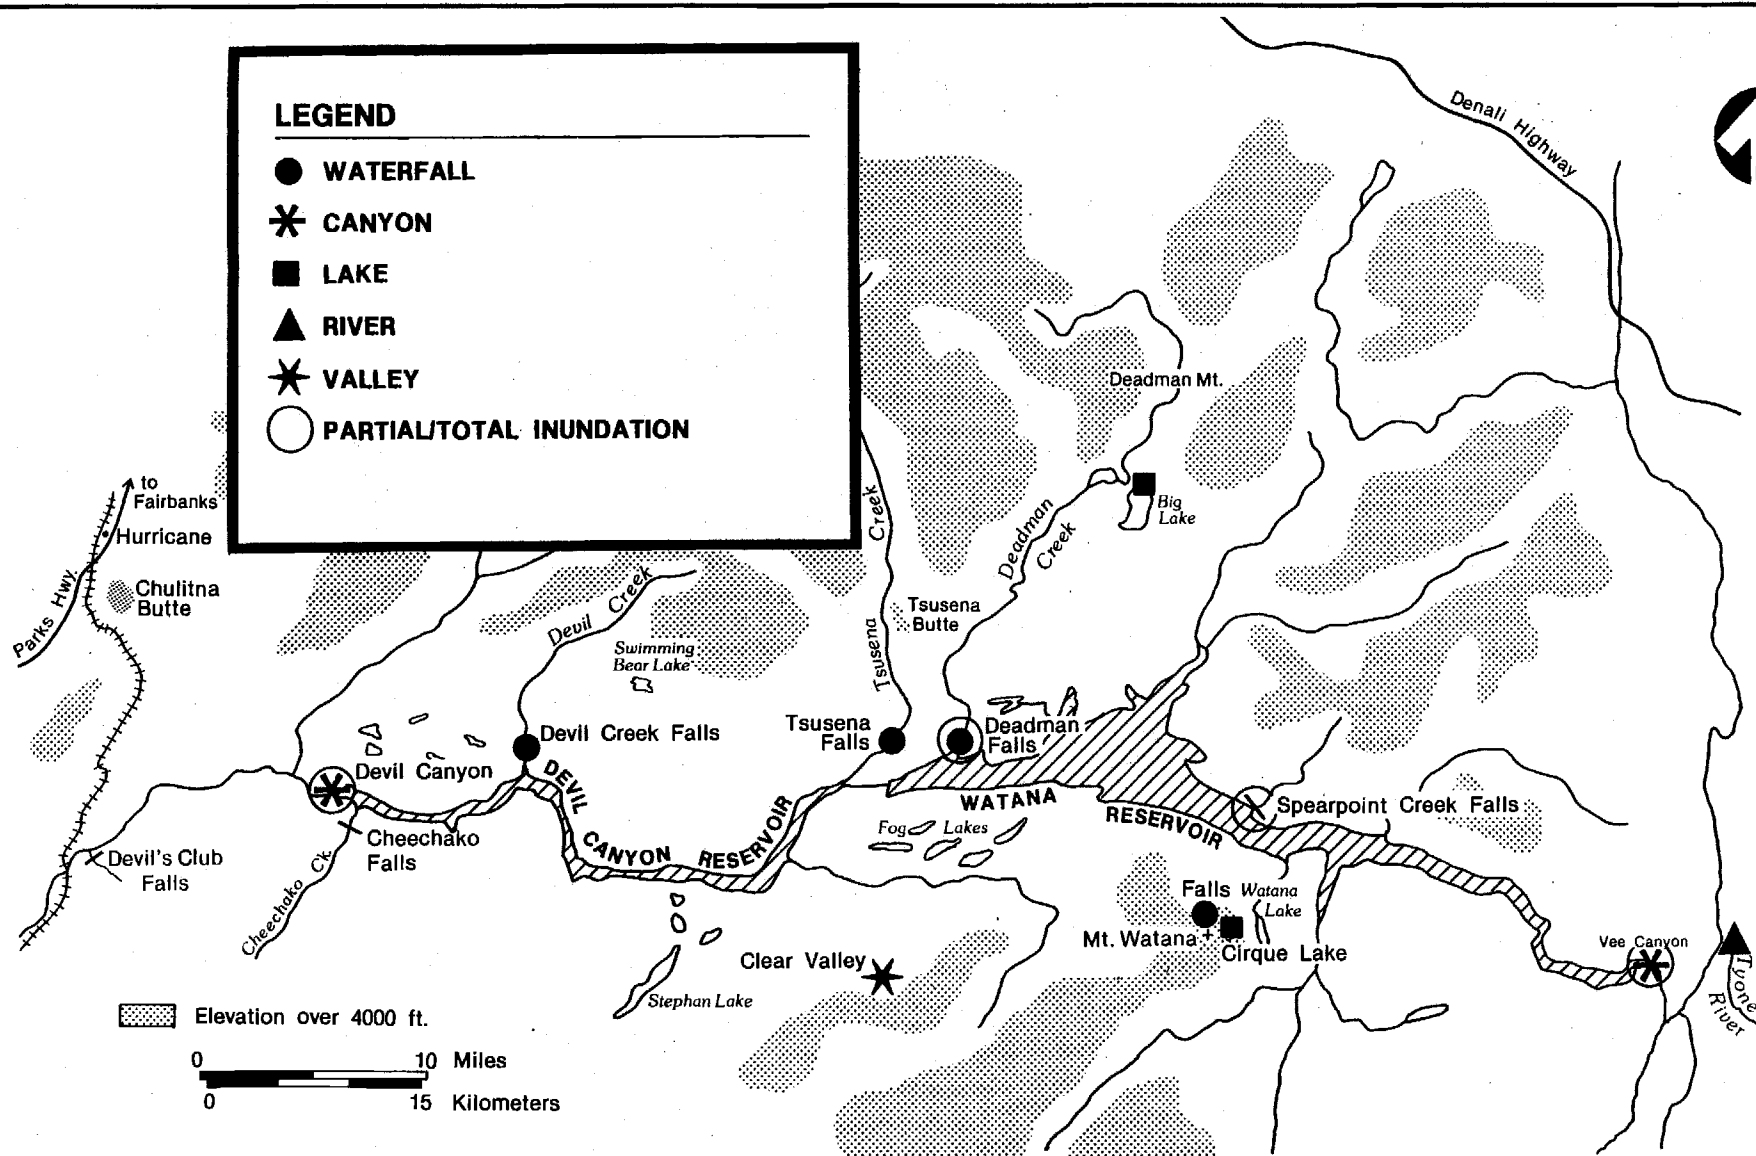 LEGEND
WATERFALL
CANYON
LAKE
RIVER
VALLEY
PARTIAL/TOTAL INUNDATION
Denali Highway
Deadman Mt.
to
Fairbanks
Hurricane
Parks Hwy.
Chulitna
Butte
Big
Lake
Deadman
Creek
Tsusena
Creek
Tsusena
Butte
Devil Creek
Swimming
Bear Lake
Devil Creek Falls
Tsusena
Falls
Deadman
Falls
Devil Canyon
DEVIL
CANYON
RESERVOIR
WATANA
RESERVOIR
Spearpoint Creek Falls
Cheechako
Falls
Devil's Club
Falls
Cheechako Ck.
Fog Lakes
Falls
Watana
Lake
Mt. Watana
Cirque Lake
Vee Canyon
Tyone
River
Clear Valley
Stephan Lake
Elevation over 4000 ft.
0 10 Miles
0 15 Kilometers